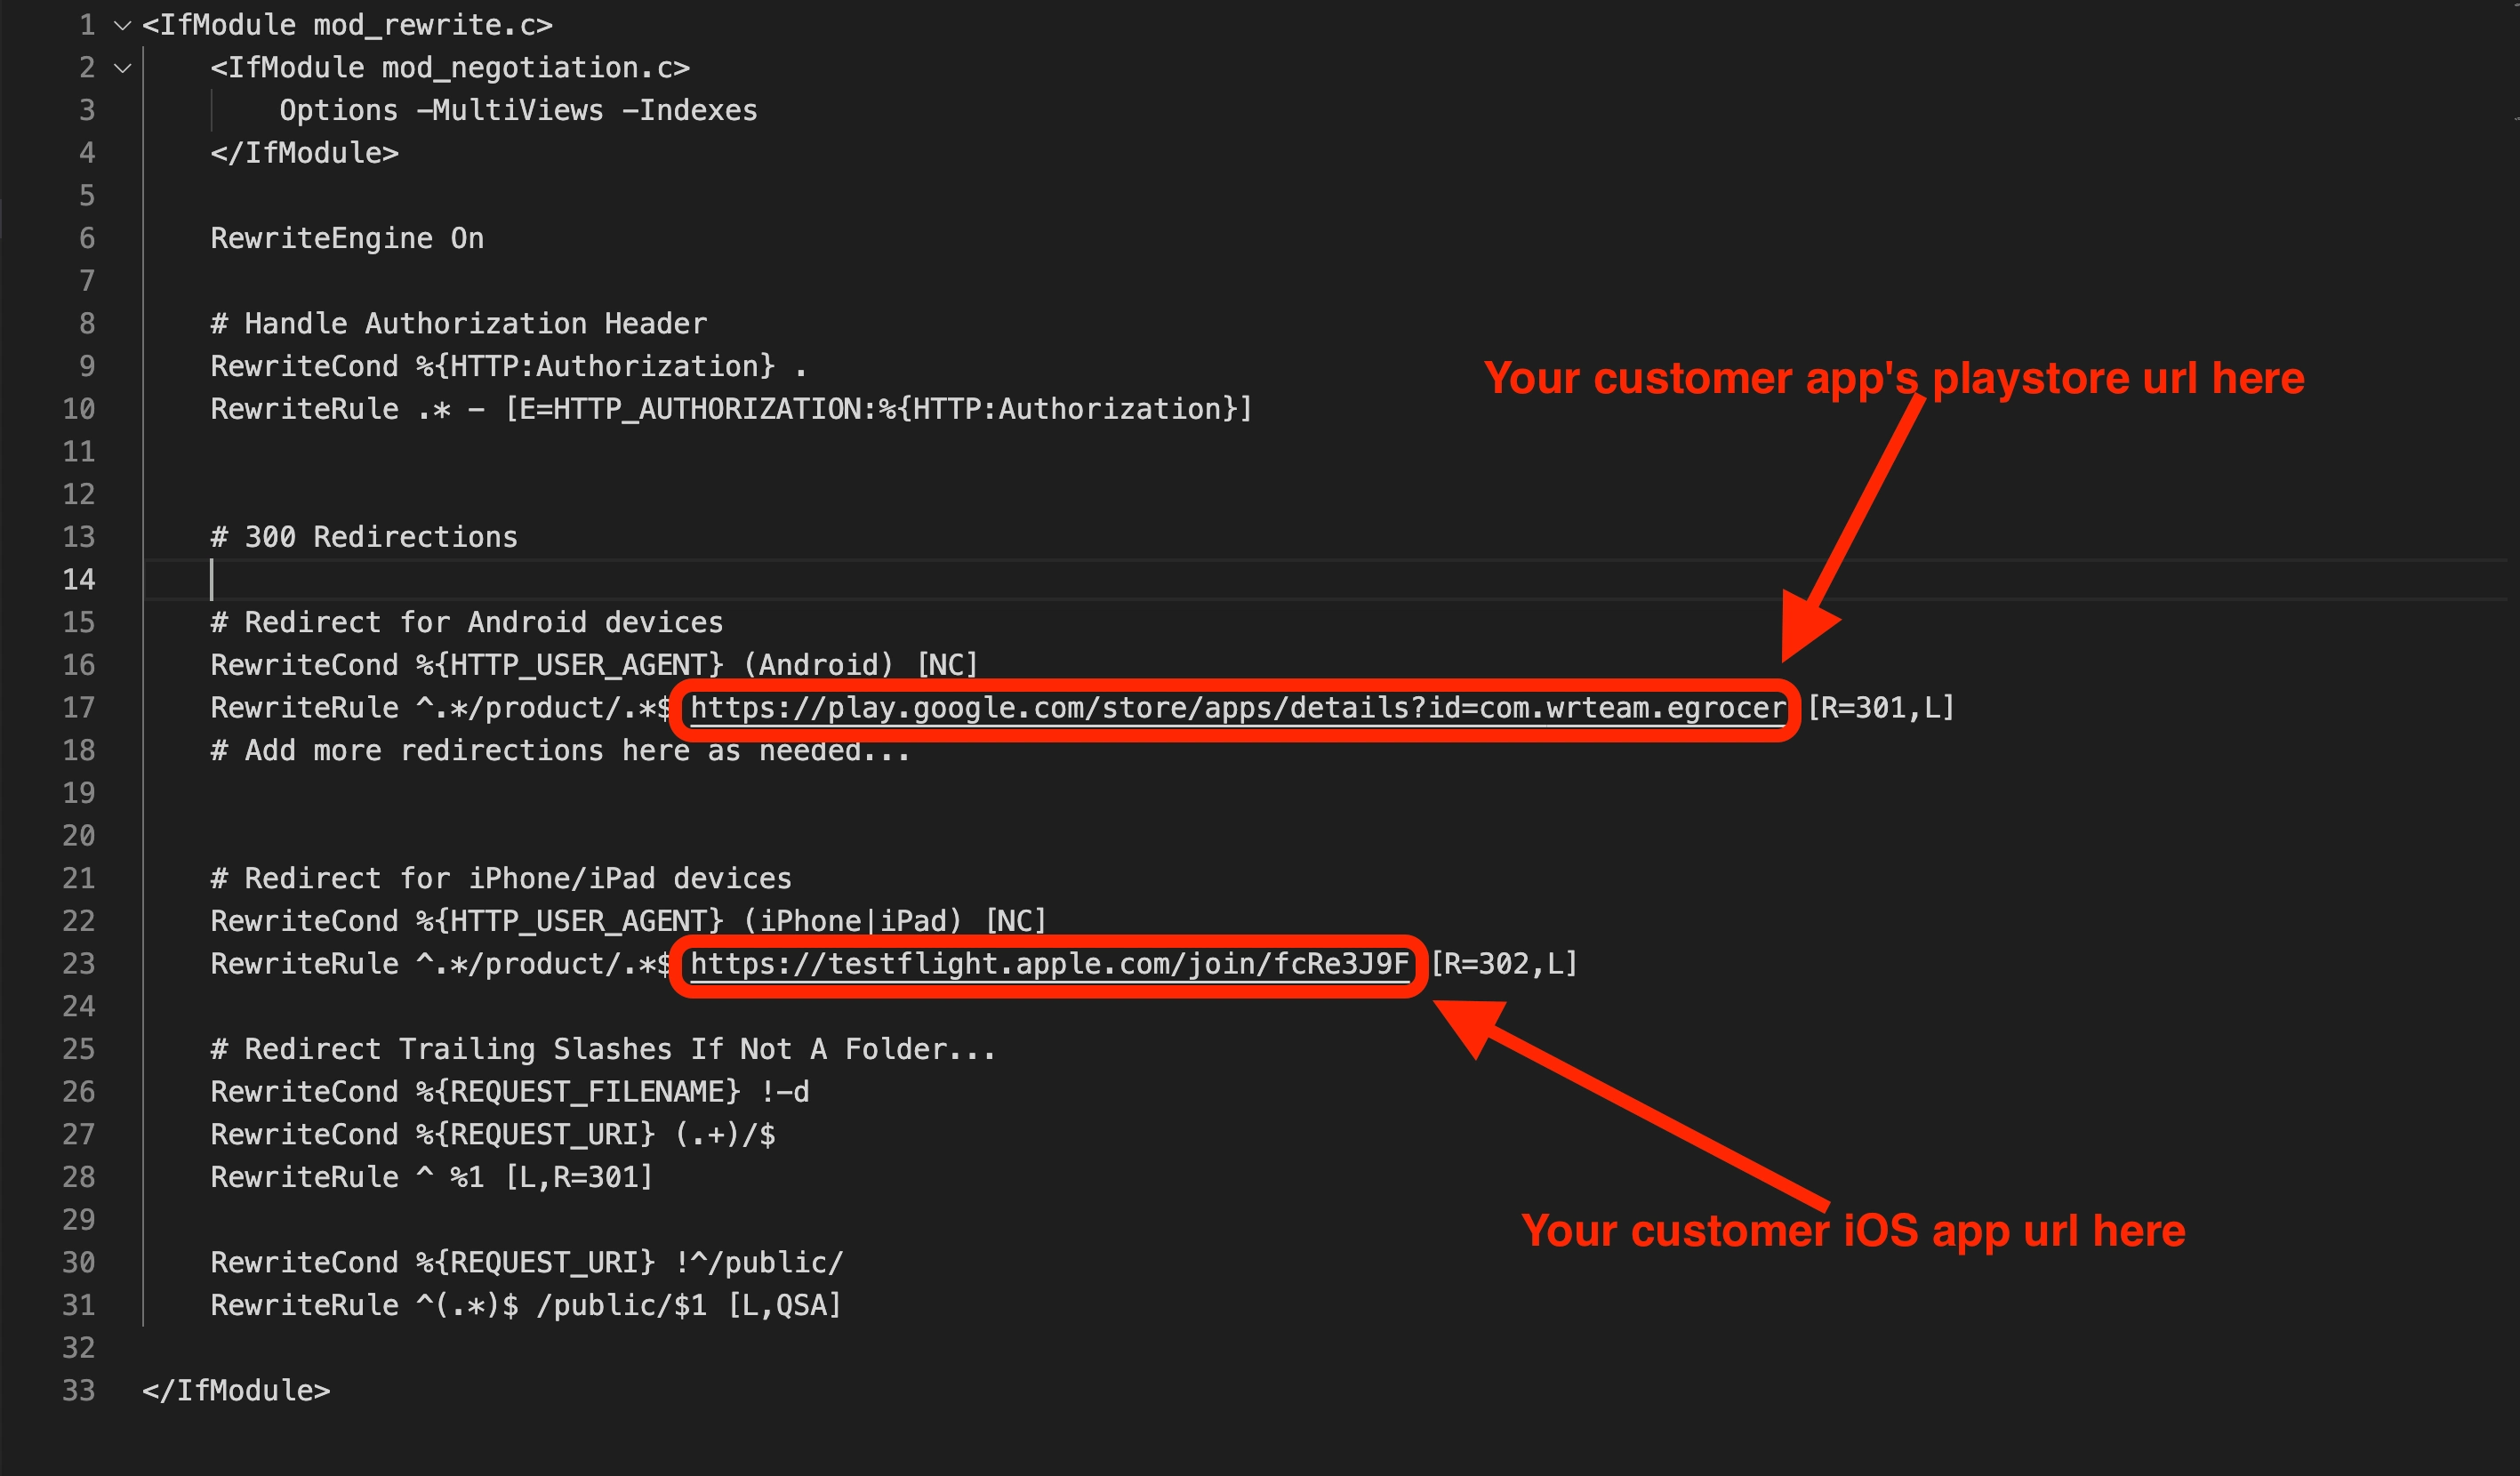 1 <IfModule mod_rewrite.c>
2 <IfModule mod_negotiation.c>
3 Options -MultiViews -Indexes
4 </IfModule>
5
6 RewriteEngine On
7
8 # Handle Authorization Header
9 RewriteCond %{HTTP:Authorization} .
Your customer app's playstore url here
10 RewriteRule .* - [E=HTTP_AUTHORIZATION:%{HTTP:Authorization}]
11
12
13 # 300 Redirections
14
15 # Redirect for Android devices
16 RewriteCond %{HTTP_USER_AGENT} (Android) [NC]
17 RewriteRule ^.*/product/.*$ https://play.google.com/store/apps/details?id=com.wrteam.egrocer [R=301,L]
18 # Add more redirections here as needed...
19
20
21 # Redirect for iPhone/iPad devices
22 RewriteCond %{HTTP_USER_AGENT} (iPhone|iPad) [NC]
23 RewriteRule ^.*/product/.*$ https://testflight.apple.com/join/fcRe3J9F [R=302,L]
24
25 # Redirect Trailing Slashes If Not A Folder...
26 RewriteCond %{REQUEST_FILENAME} !-d
27 RewriteCond %{REQUEST_URI} (.+)/$
28 RewriteRule ^ %1 [L,R=301]
29
Your customer iOS app url here
30 RewriteCond %{REQUEST_URI} !^/public/
31 RewriteRule ^(.*)$ /public/$1 [L,QSA]
32
33 </IfModule>